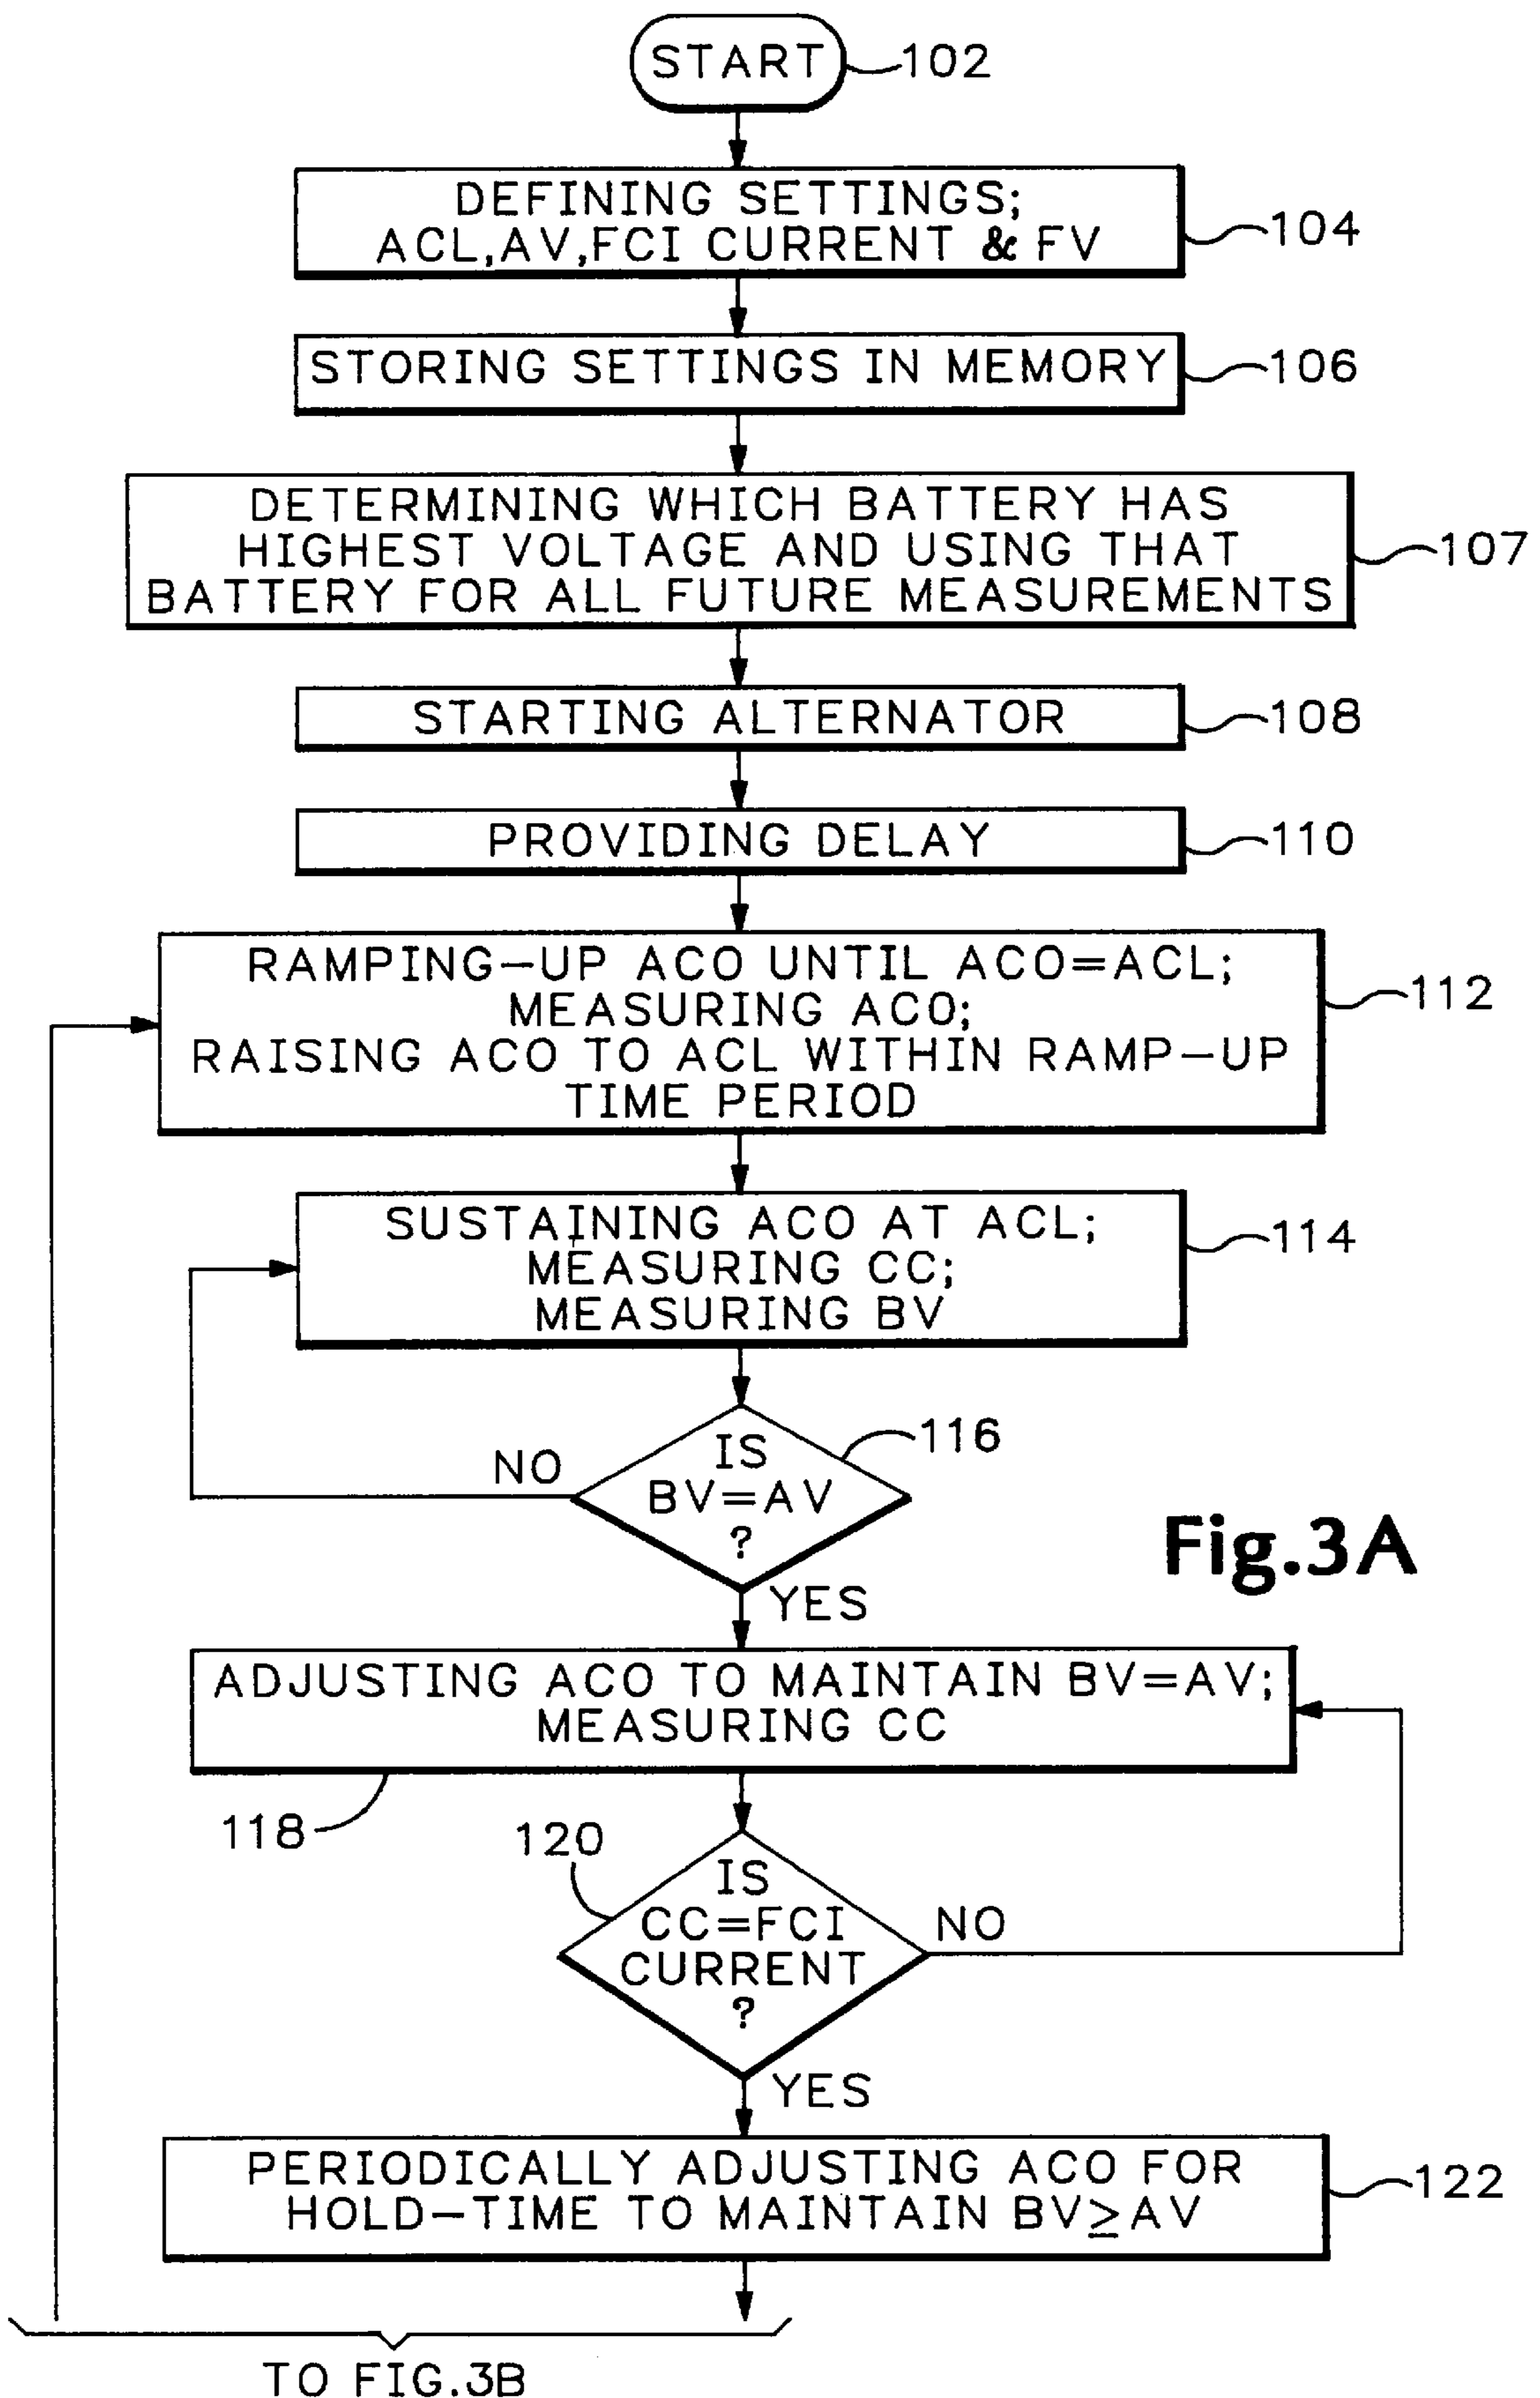 START
102
DEFINING SETTINGS;
ACL,AV,FCI CURRENT & FV
104
STORING SETTINGS IN MEMORY
106
DETERMINING WHICH BATTERY HAS
HIGHEST VOLTAGE AND USING THAT
BATTERY FOR ALL FUTURE MEASUREMENTS
107
STARTING ALTERNATOR
108
PROVIDING DELAY
110
RAMPING-UP ACO UNTIL ACO=ACL;
MEASURING ACO;
RAISING ACO TO ACL WITHIN RAMP-UP
TIME PERIOD
112
SUSTAINING ACO AT ACL;
MEASURING CC;
MEASURING BV
114
IS
BV=AV
?
116
NO
YES
Fig.3A
ADJUSTING ACO TO MAINTAIN BV=AV;
MEASURING CC
118
120
IS
CC=FCI
CURRENT
?
NO
YES
PERIODICALLY ADJUSTING ACO FOR
HOLD-TIME TO MAINTAIN BV≥AV
122
TO FIG.3B